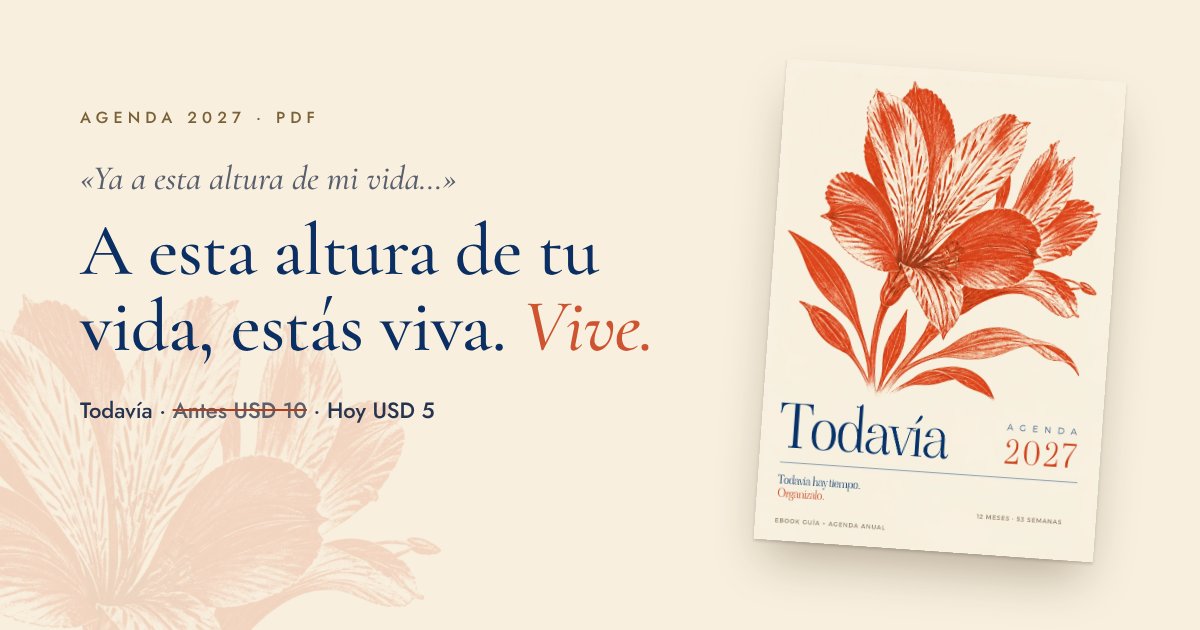 AGENDA 2027 · PDF
«Ya a esta altura de mi vida...»
A esta altura de tu
vida, estás viva. Vive.
Todavía · Antes USD 10 · Hoy USD 5
Todavía
AGENDA
2027
Todavía hay tiempo.
Organízalo.
EBOOK GUÍA • AGENDA ANUAL
12 MESES · 53 SEMANAS